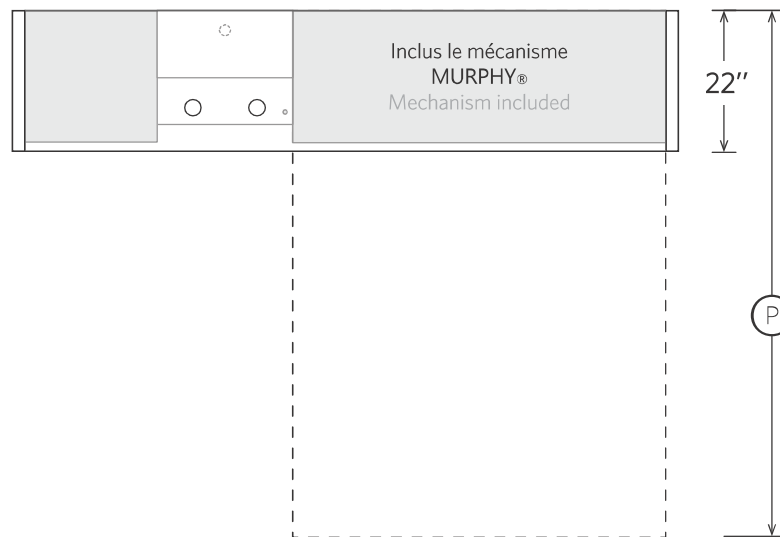 Inclus le mécanisme
MURPHY®
Mechanism included
22’’
P